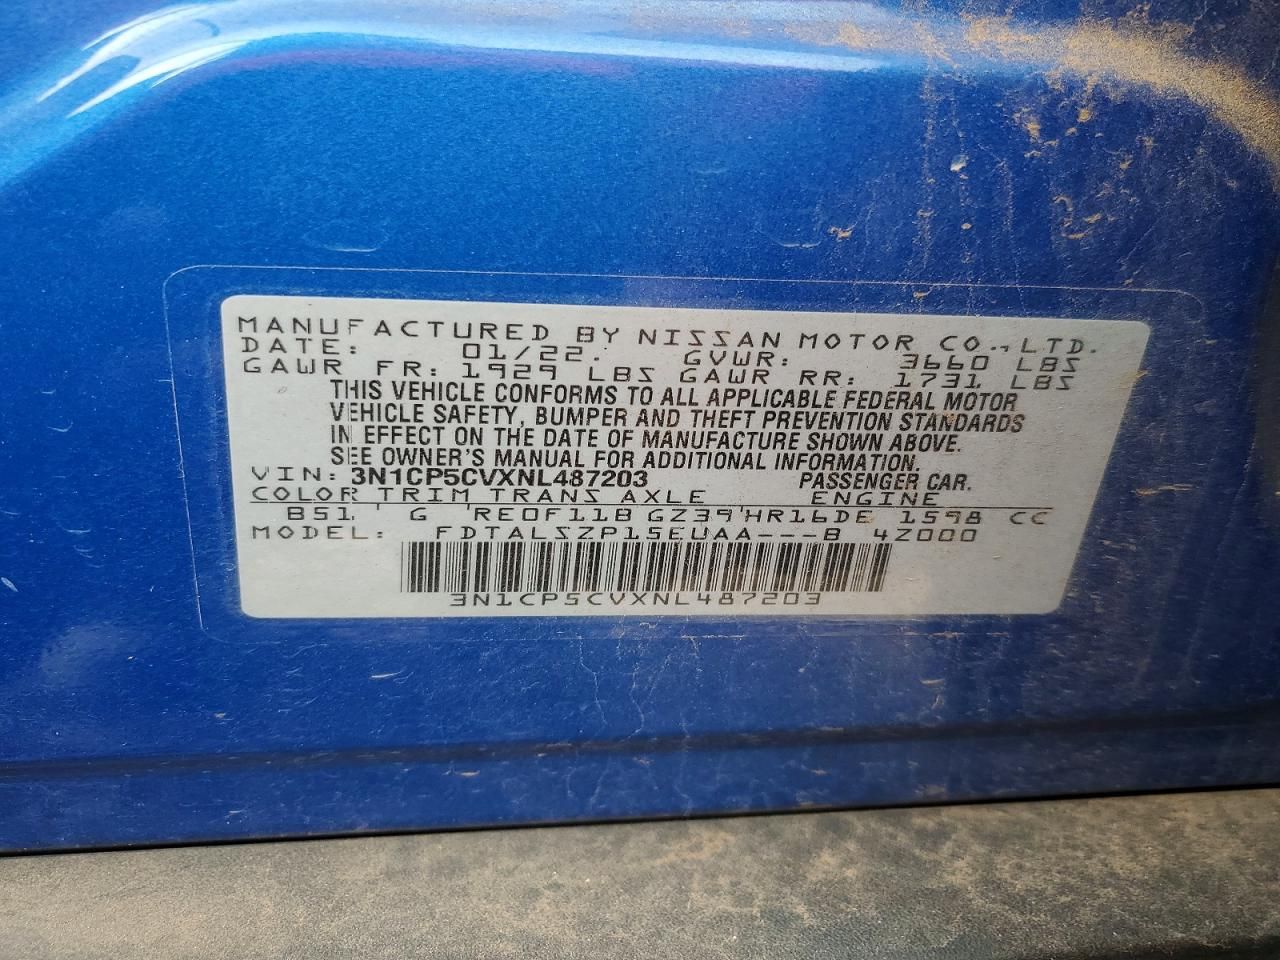 MANUFACTURED BY NISSAN MOTOR CO.,LTD.
DATE: 01/22. GVWR: 3660 LBS
GAWR FR: 1929 LBS GAWR RR: 1731 LBS
THIS VEHICLE CONFORMS TO ALL APPLICABLE FEDERAL MOTOR
VEHICLE SAFETY, BUMPER AND THEFT PREVENTION STANDARDS
IN EFFECT ON THE DATE OF MANUFACTURE SHOWN ABOVE.
SEE OWNER'S MANUAL FOR ADDITIONAL INFORMATION.
VIN: 3N1CP5CVXNL487203 PASSENGER CAR.
COLOR TRIM TRANS AXLE ENGINE
B51 G RE0F11B GZ39 HR16DE 1598 CC
MODEL: FDTALSZP15EUAA---B 4Z000
3N1CP5CVXNL487203